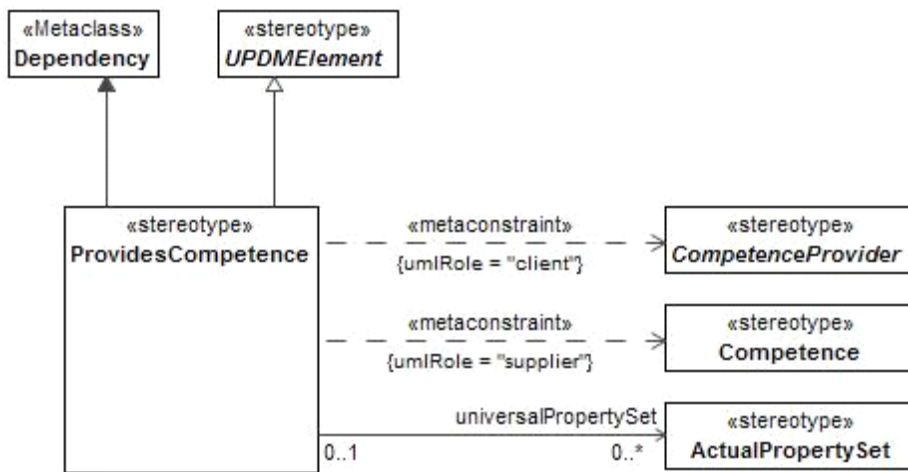 «Metaclass»
Dependency
«stereotype»
UPDMElement
«stereotype»
ProvidesCompetence
«metaconstraint»
{umlRole = "client"}
«stereotype»
CompetenceProvider
«metaconstraint»
{umlRole = "supplier"}
«stereotype»
Competence
universalPropertySet
0..1
0..*
«stereotype»
ActualPropertySet